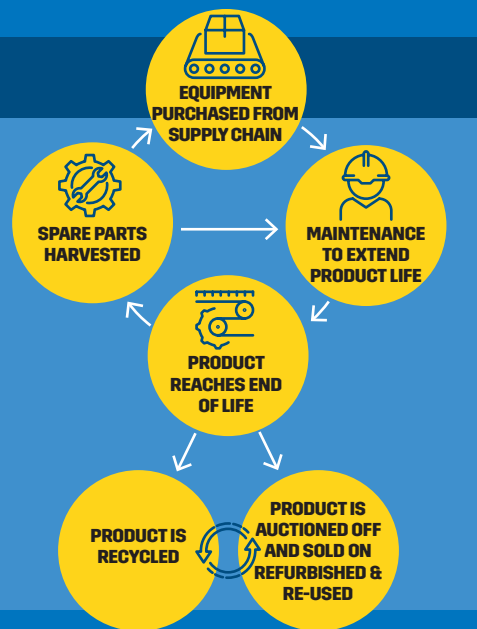 EQUIPMENT
PURCHASED FROM
SUPPLY CHAIN
SPARE PARTS
HARVESTED
MAINTENANCE
TO EXTEND
PRODUCT LIFE
PRODUCT
REACHES END
OF LIFE
PRODUCT IS
RECYCLED
PRODUCT IS
AUCTIONED OFF
AND SOLD ON
REFURBISHED &
RE-USED